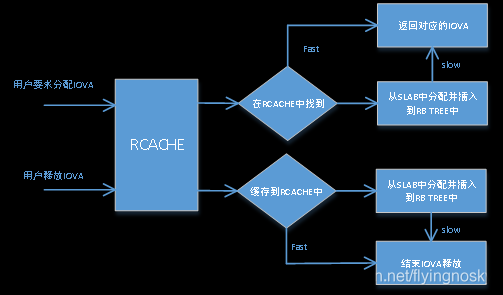 返回对应的IOVA
Fast
slow
用户要求分配IOVA
在RCACHE中找到
从SLAB中分配并插入
到RB TREE中
RCACHE
用户释放IOVA
缓存到RCACHE中
从SLAB中分配并插入
到RB TREE中
Fast
slow
结束IOVA释放
n.net/flyingnosk